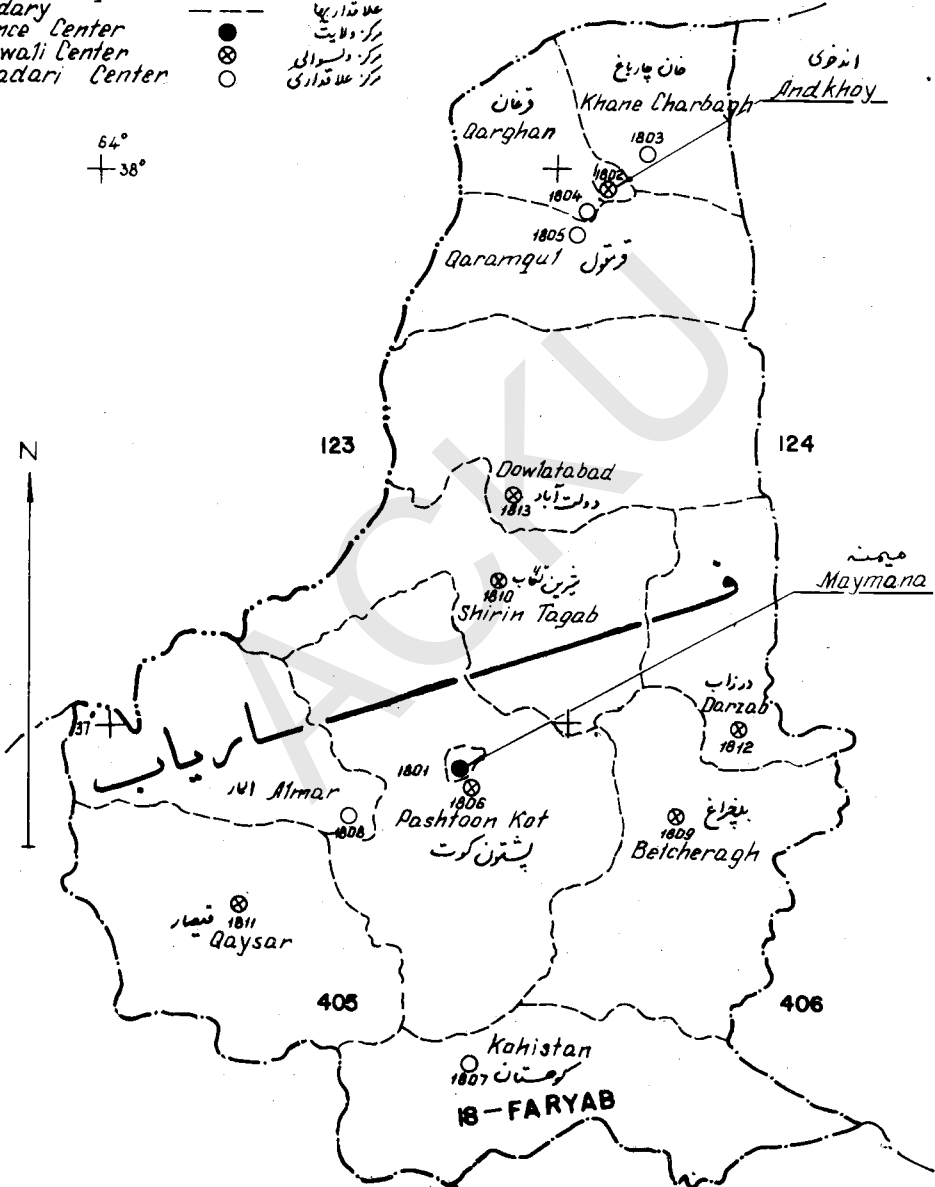 dary علاقداریها
nce Center مرکز ولایت
wali Center مرکز ولسوالی
adari Center مرکز علاقداری
64°
38°
قرغان
Qarghan
خان چارباغ
Khane Charbagh
اندخوی
Andkhoy
1803
1802
1804
1805
Qaramqul قرمقول
N
123
124
Dowlatabad
1813 دولت آباد
شرین تگاب
1810
Shirin Tagab
میمنه
Maymana
فاریاب
درزاب
Darzab
1812
37
1801
1806
المار Almar
1808
Pashtoon Kot
پشتون کوت
بلچراغ
1809
Belcheragh
قیصار
1811
Qaysar
405
406
Kohistan
1807 کوهستان
18-FARYAB
ACKU